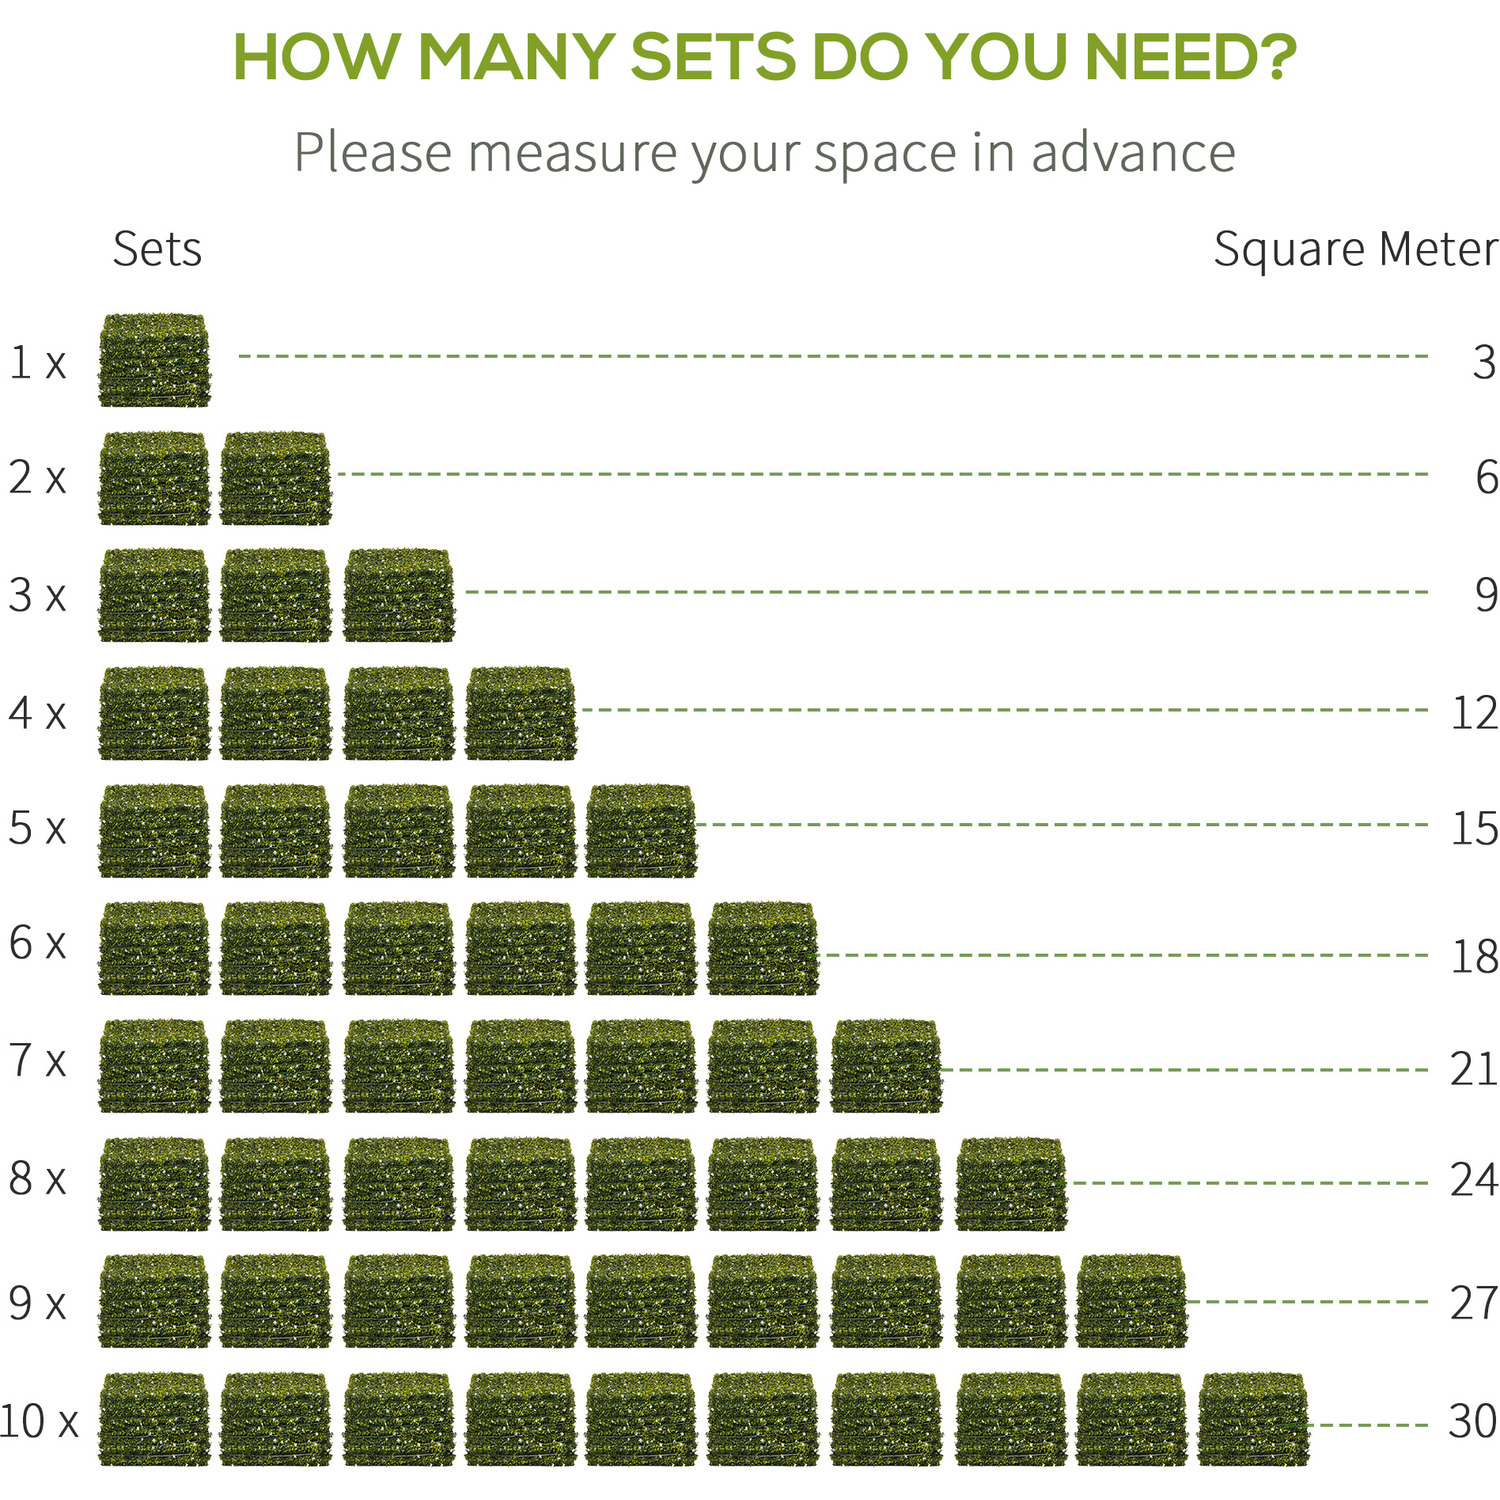 HOW MANY SETS DO YOU NEED?
Please measure your space in advance
Sets Square Meter
1 x 3
2 x 6
3 x 9
4 x 12
5 x 15
6 x 18
7 x 21
8 x 24
9 x 27
10 x 30